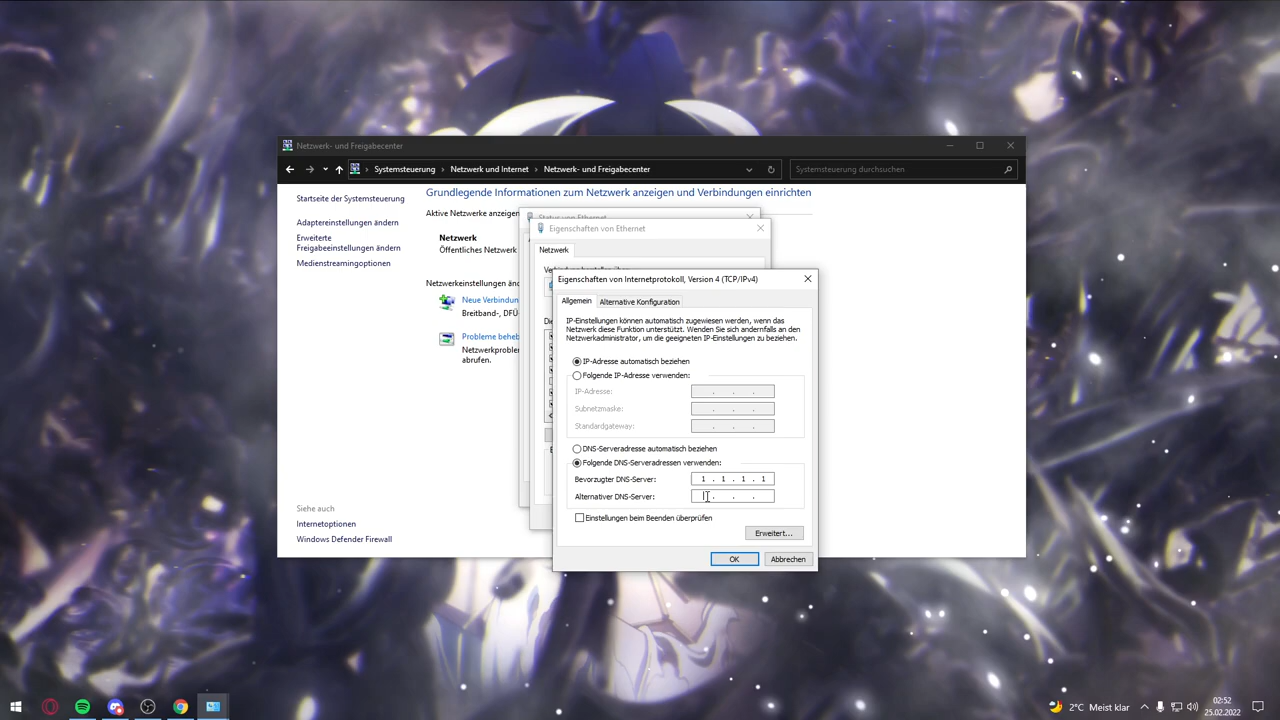 Netzwerk- und Freigabecenter
Systemsteuerung
Netzwerk und Internet
Netzwerk- und Freigabecenter
Systemsteuerung durchsuchen
Startseite der Systemsteuerung
Adaptereinstellungen ändern
Erweiterte
Freigabeeinstellungen ändern
Medienstreamingoptionen
Siehe auch
Internetoptionen
Windows Defender Firewall
Grundlegende Informationen zum Netzwerk anzeigen und Verbindungen einrichten
Aktive Netzwerke anzeigen
Netzwerk
Öffentliches Netzwerk
Netzwerkeinstellungen
Neue Verbindun
Breitband-, DFÜ-
Probleme beheb
Netzwerkprobler
abrufen.
Status von Ethernet
Eigenschaften von Ethernet
Netzwerk
Eigenschaften von Internetprotokoll, Version 4 (TCP/IPv4)
Allgemein
Alternative Konfiguration
IP-Einstellungen können automatisch zugewiesen werden, wenn das
Netzwerk diese Funktion unterstützt. Wenden Sie sich andernfalls an den
Netzwerkadministrator, um die geeigneten IP-Einstellungen zu beziehen.
IP-Adresse automatisch beziehen
Folgende IP-Adresse verwenden:
IP-Adresse:
Subnetzmaske:
Standardgateway:
DNS-Serveradresse automatisch beziehen
Folgende DNS-Serveradressen verwenden:
Bevorzugter DNS-Server: 1 . 1 . 1 . 1
Alternativer DNS-Server: . . .
Einstellungen beim Beenden überprüfen
Erweitert...
OK
Abbrechen
2°C Meist klar
02:52
25.02.2022